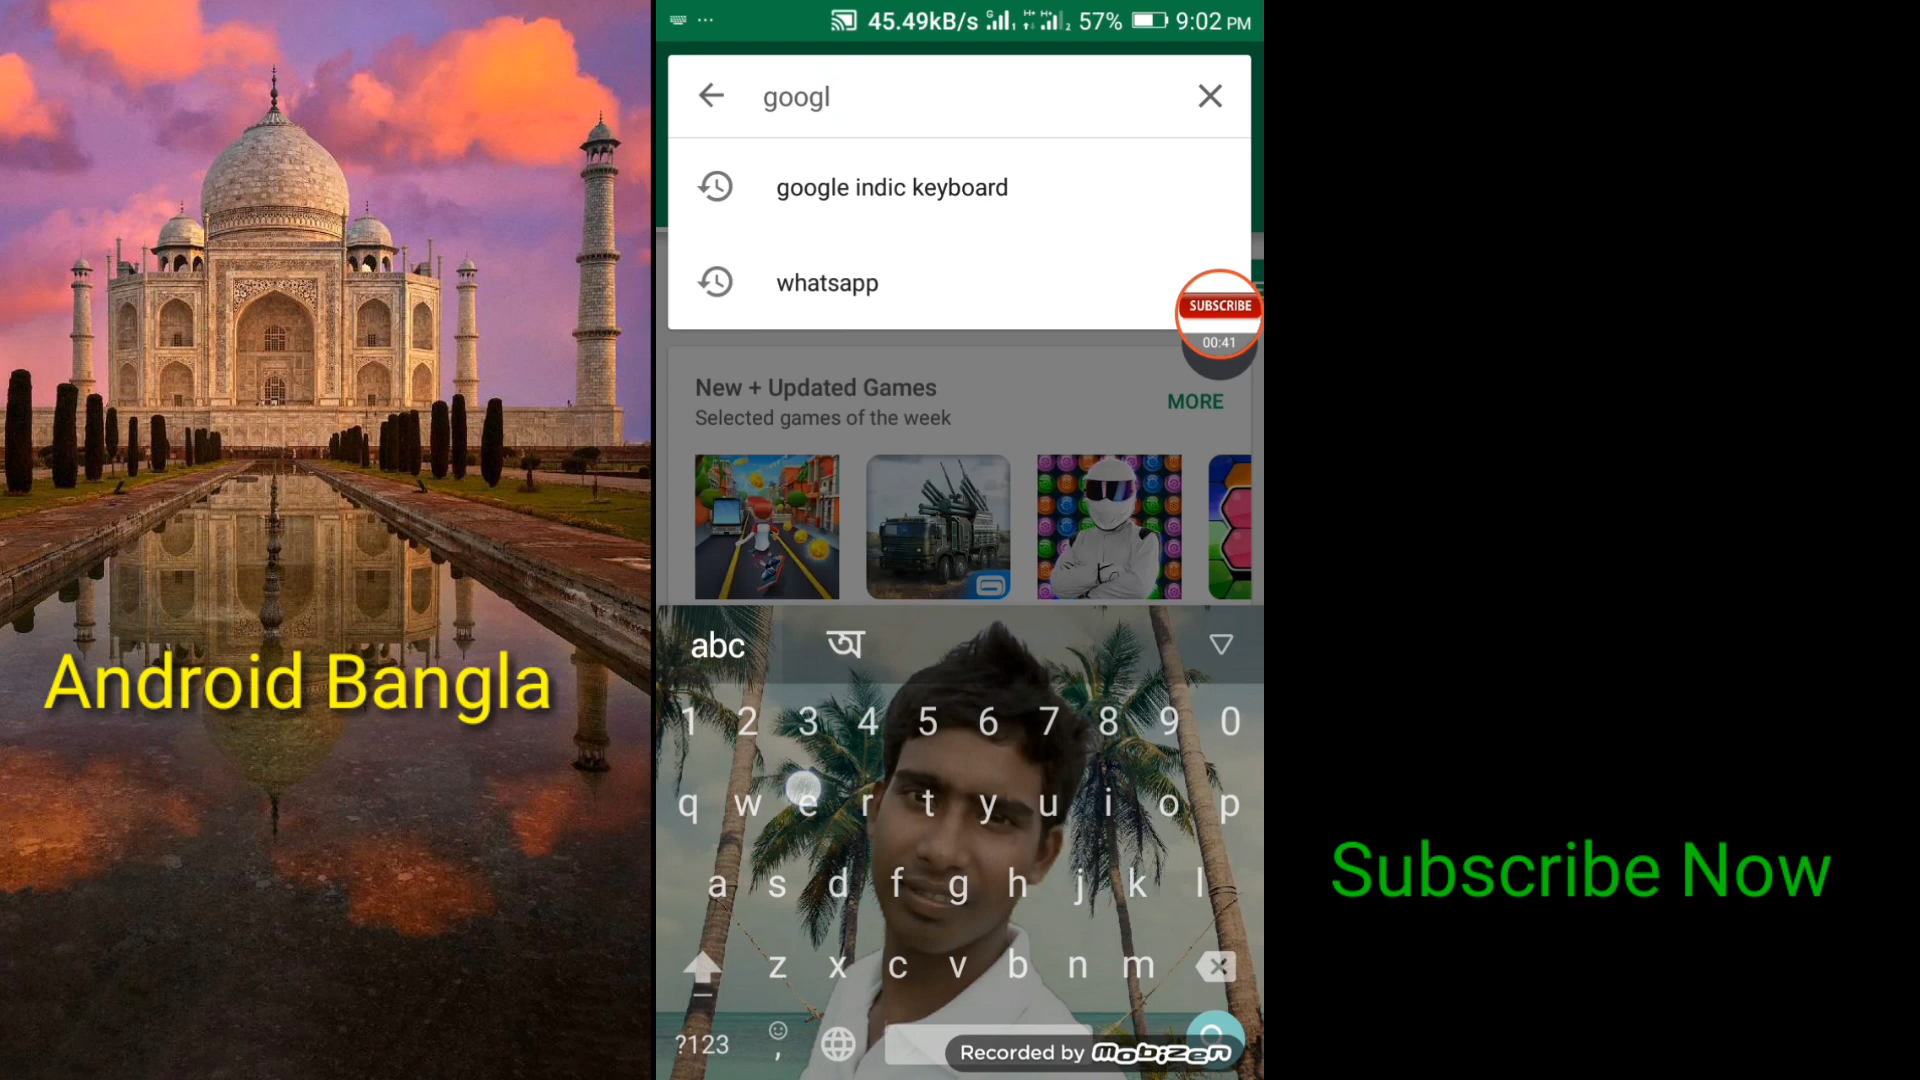 Android Bangla
45.49kB/s G 1 H+ H+ 2 57% 9:02 PM
googl
google indic keyboard
whatsapp
SUBSCRIBE
00:41
New + Updated Games
MORE
Selected games of the week
abc অ
1 2 3 4 5 6 7 8 9 0
q w e r t y u i o p
a s d f g h j k l
z x c v b n m
?123 ,
Recorded by mobizen
Subscribe Now